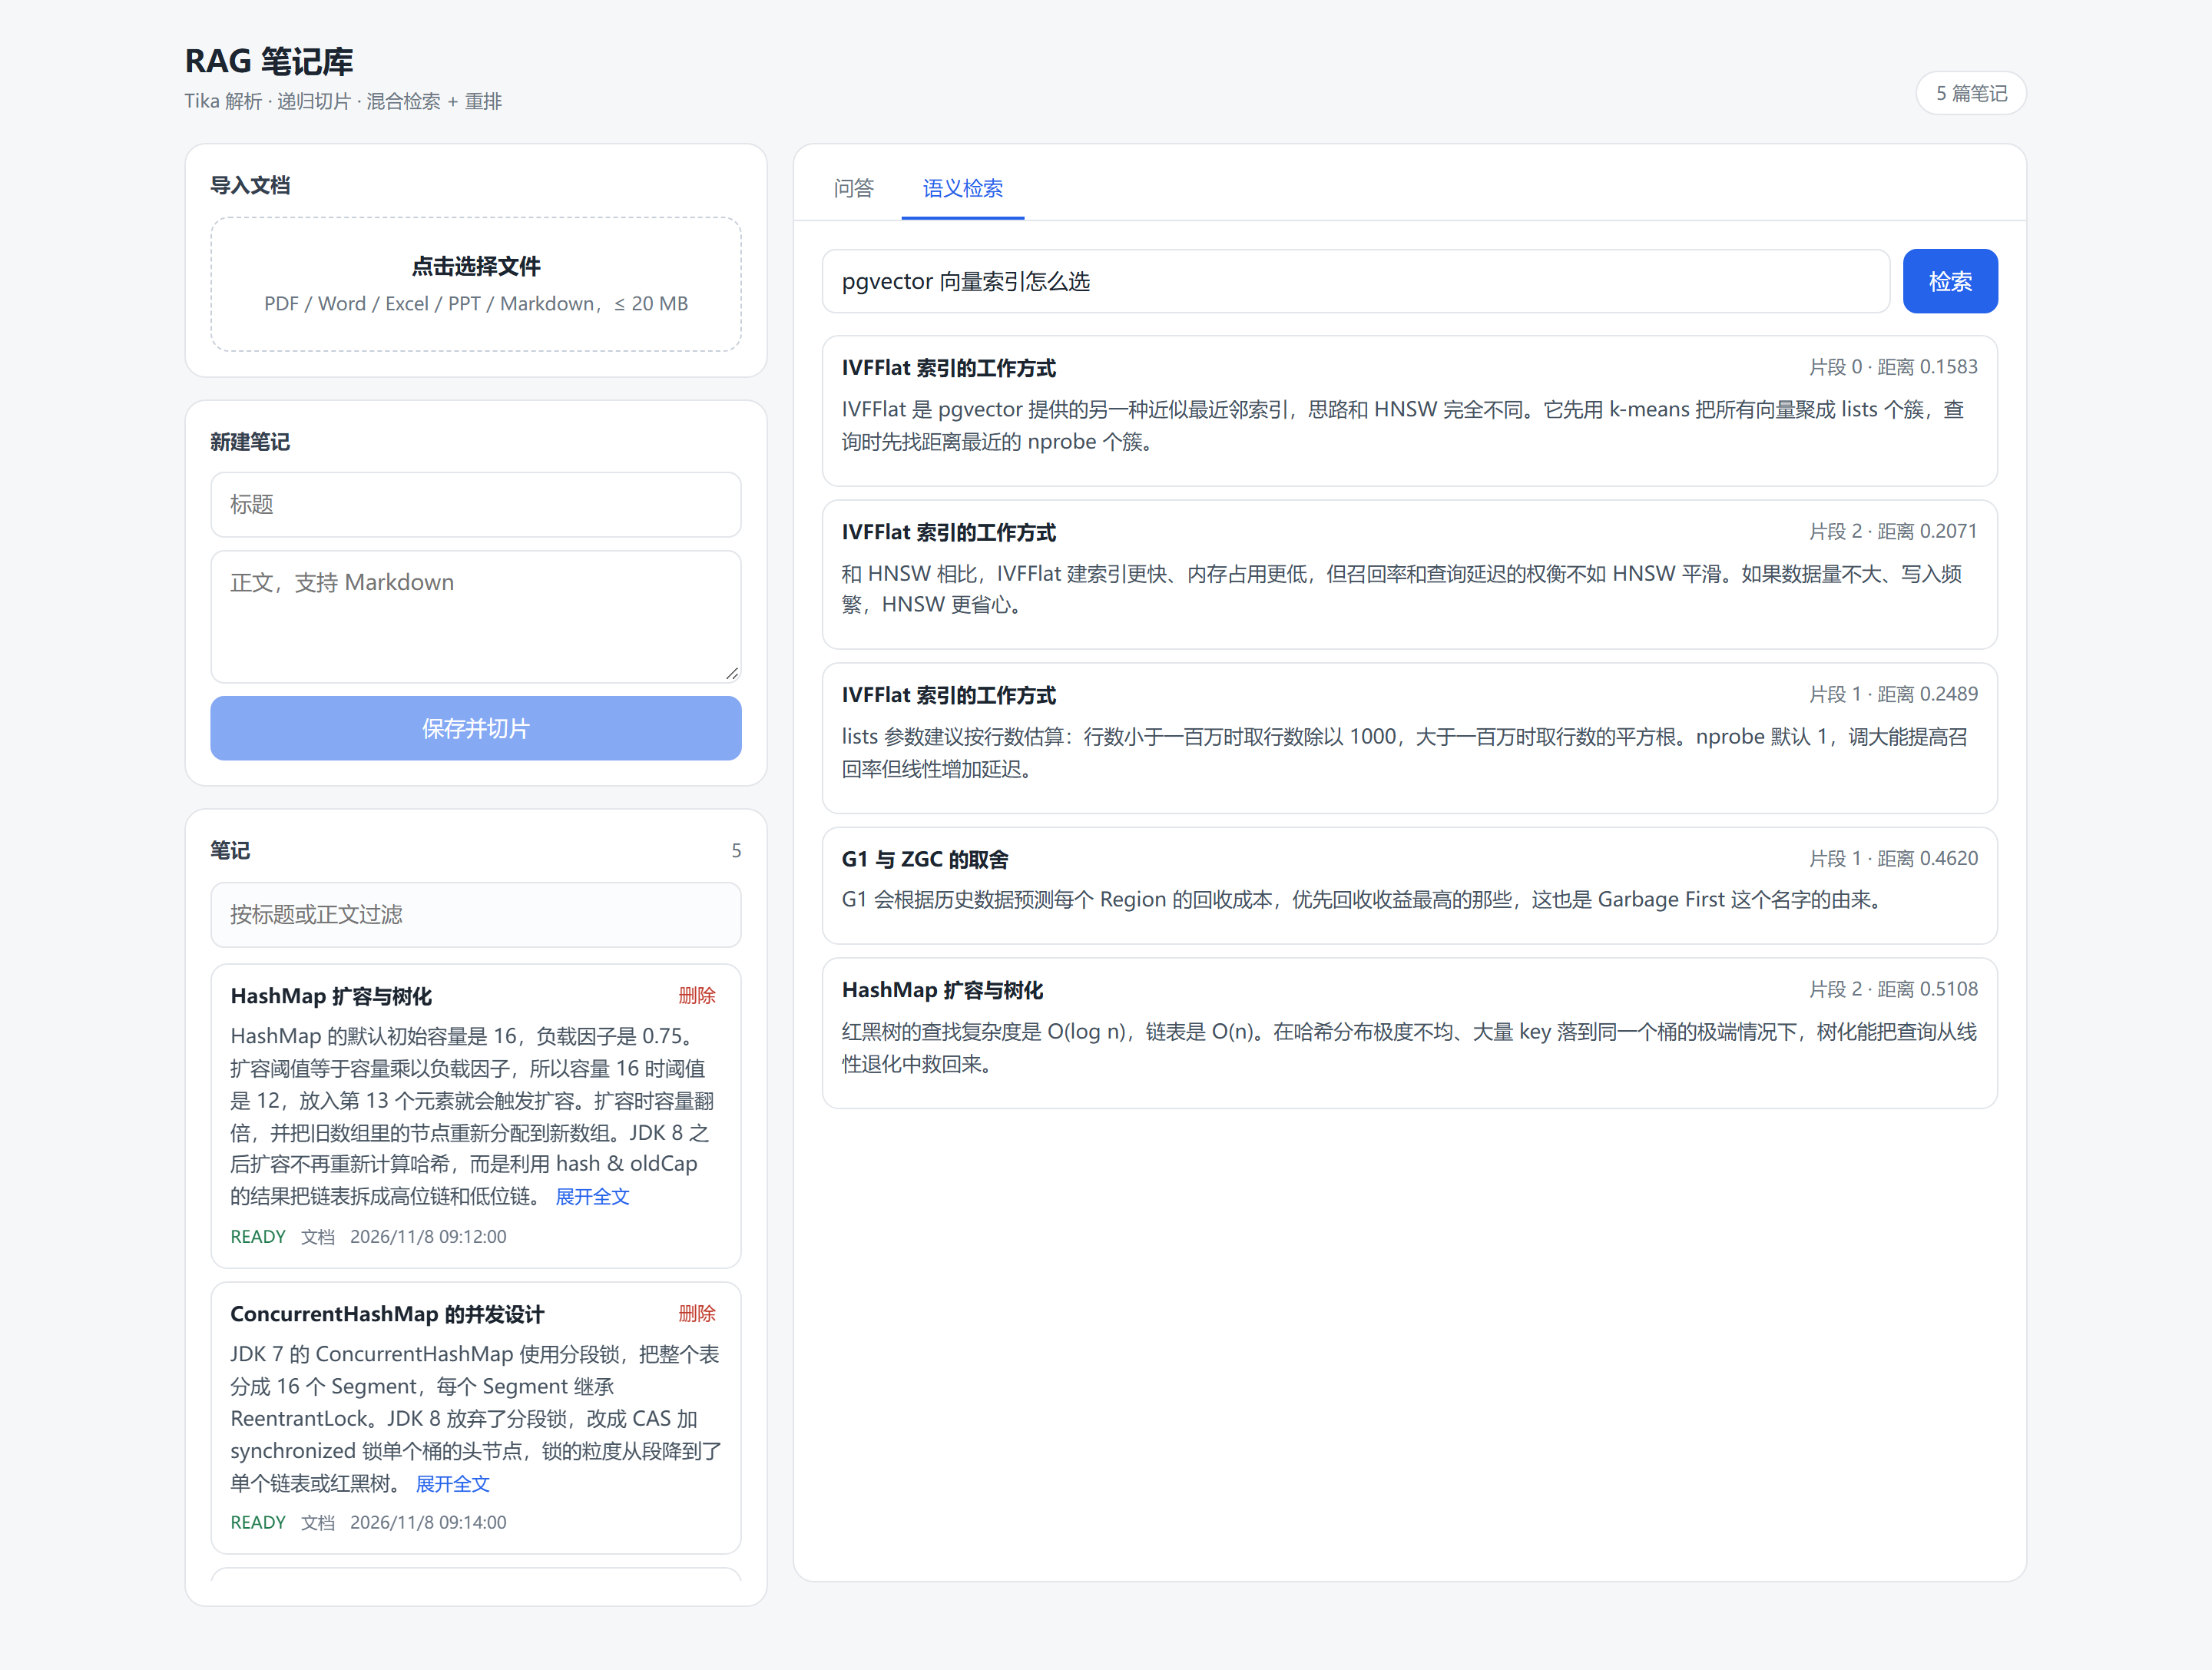 RAG 笔记库
Tika 解析 · 递归切片 · 混合检索 + 重排
5 篇笔记
导入文档
点击选择文件
PDF / Word / Excel / PPT / Markdown，≤ 20 MB
新建笔记
标题
正文，支持 Markdown
保存并切片
笔记
5
按标题或正文过滤
HashMap 扩容与树化
删除
HashMap 的默认初始容量是 16，负载因子是 0.75。
扩容阈值等于容量乘以负载因子，所以容量 16 时阈值
是 12，放入第 13 个元素就会触发扩容。扩容时容量翻
倍，并把旧数组里的节点重新分配到新数组。JDK 8 之
后扩容不再重新计算哈希，而是利用 hash & oldCap
的结果把链表拆成高位链和低位链。 展开全文
READY 文档 2026/11/8 09:12:00
ConcurrentHashMap 的并发设计
删除
JDK 7 的 ConcurrentHashMap 使用分段锁，把整个表
分成 16 个 Segment，每个 Segment 继承
ReentrantLock。JDK 8 放弃了分段锁，改成 CAS 加
synchronized 锁单个桶的头节点，锁的粒度从段降到了
单个链表或红黑树。 展开全文
READY 文档 2026/11/8 09:14:00
问答
语义检索
pgvector 向量索引怎么选
检索
IVFFlat 索引的工作方式
片段 0 · 距离 0.1583
IVFFlat 是 pgvector 提供的另一种近似最近邻索引，思路和 HNSW 完全不同。它先用 k-means 把所有向量聚成 lists 个簇，查
询时先找距离最近的 nprobe 个簇。
IVFFlat 索引的工作方式
片段 2 · 距离 0.2071
和 HNSW 相比，IVFFlat 建索引更快、内存占用更低，但召回率和查询延迟的权衡不如 HNSW 平滑。如果数据量不大、写入频
繁，HNSW 更省心。
IVFFlat 索引的工作方式
片段 1 · 距离 0.2489
lists 参数建议按行数估算：行数小于一百万时取行数除以 1000，大于一百万时取行数的平方根。nprobe 默认 1，调大能提高召
回率但线性增加延迟。
G1 与 ZGC 的取舍
片段 1 · 距离 0.4620
G1 会根据历史数据预测每个 Region 的回收成本，优先回收收益最高的那些，这也是 Garbage First 这个名字的由来。
HashMap 扩容与树化
片段 2 · 距离 0.5108
红黑树的查找复杂度是 O(log n)，链表是 O(n)。在哈希分布极度不均、大量 key 落到同一个桶的极端情况下，树化能把查询从线
性退化中救回来。